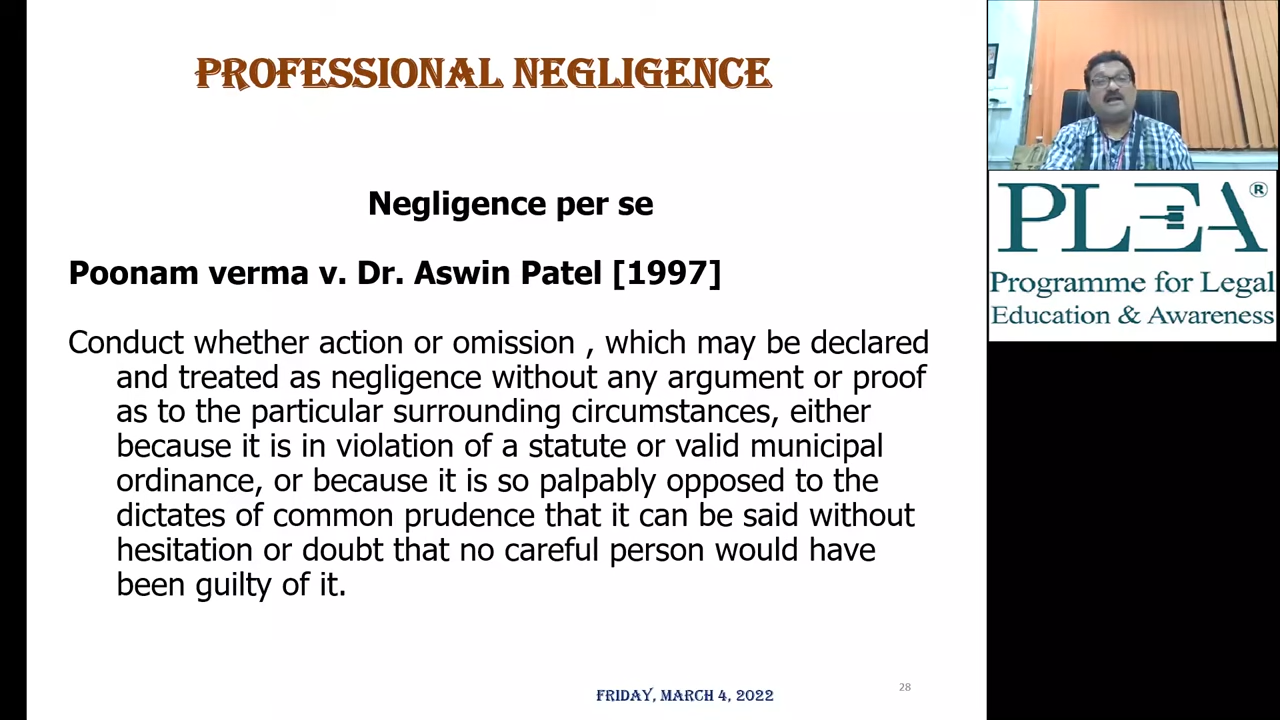 PROFESSIONAL NEGLIGENCE
Negligence per se
Poonam verma v. Dr. Aswin Patel [1997]
Conduct whether action or omission , which may be declared
and treated as negligence without any argument or proof
as to the particular surrounding circumstances, either
because it is in violation of a statute or valid municipal
ordinance, or because it is so palpably opposed to the
dictates of common prudence that it can be said without
hesitation or doubt that no careful person would have
been guilty of it.
FRIDAY, MARCH 4, 2022
28
PLEA®
Programme for Legal
Education & Awareness